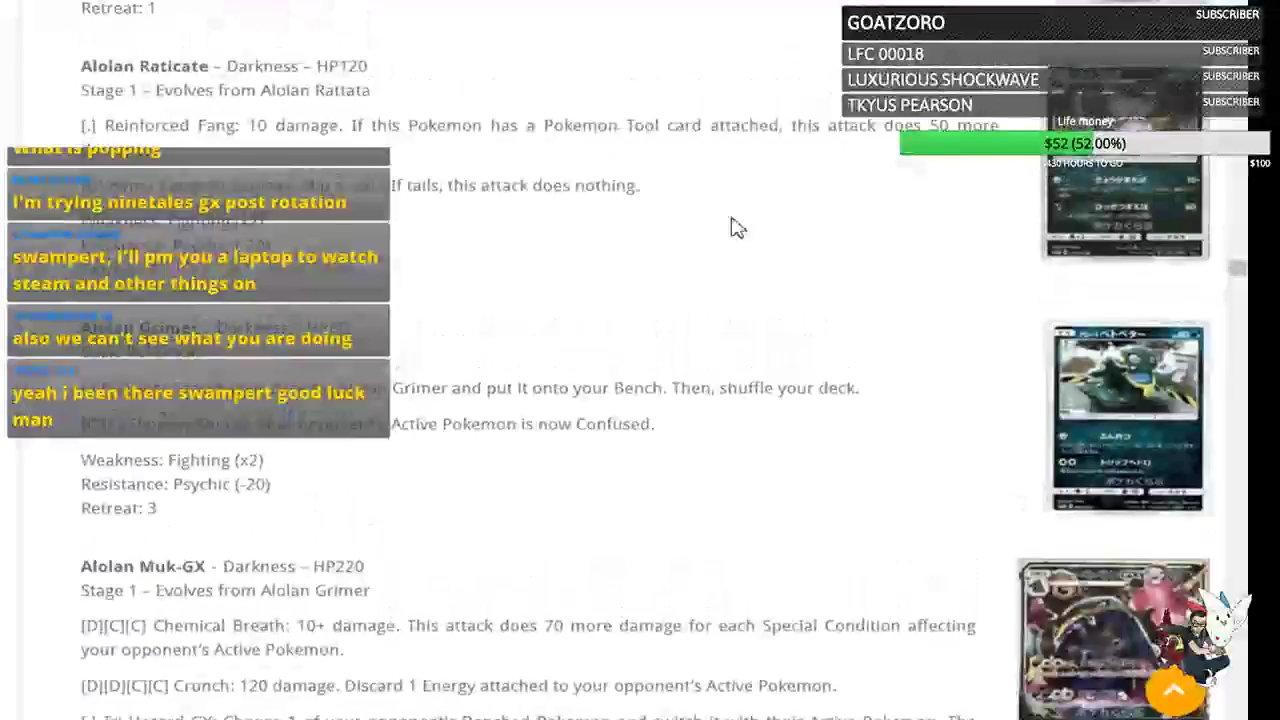 Retreat: 1
Alolan Raticate – Darkness – HP120
Stage 1 – Evolves from Alolan Rattata
[.] Reinforced Fang: 10 damage. If this Pokemon has a Pokemon Tool card attached, this attack does 50 more
If tails, this attack does nothing.
Grimer and put it onto your Bench. Then, shuffle your deck.
Active Pokemon is now Confused.
Weakness: Fighting (x2)
Resistance: Psychic (-20)
Retreat: 3
Alolan Muk-GX - Darkness – HP220
Stage 1 – Evolves from Alolan Grimer
[D][C][C] Chemical Breath: 10+ damage. This attack does 70 more damage for each Special Condition affecting
your opponent's Active Pokemon.
[D][D][C][C] Crunch: 120 damage. Discard 1 Energy attached to your opponent's Active Pokemon.
what is popping
I'm trying ninetales gx post rotation
swampert, i'll pm you a laptop to watch
steam and other things on
also we can't see what you are doing
yeah i been there swampert good luck
man
GOATZORO SUBSCRIBER
LFC 00018 SUBSCRIBER
LUXURIOUS SHOCKWAVE SUBSCRIBER
TKYUS PEARSON SUBSCRIBER
Life money
$52 (52.00%)
430 HOURS TO GO $100